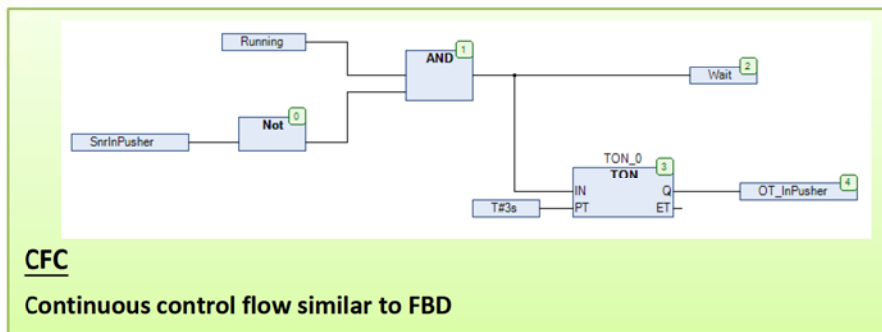 Running
AND 1
Wait 2
Not 0
SnrInPusher
TON_0
TON 3
IN Q
OT_InPusher 4
T#3s
PT ET
CFC
Continuous control flow similar to FBD